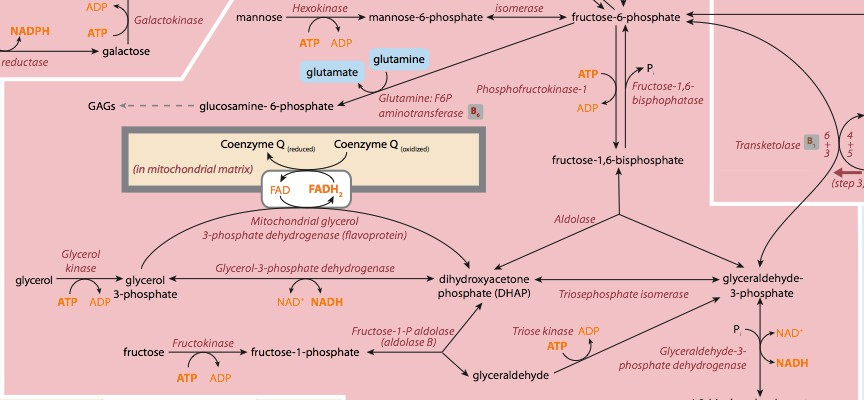 ADP
Galactokinase
NADPH
ATP
reductase
galactose
mannose
Hexokinase
ATP ADP
mannose-6-phosphate
isomerase
fructose-6-phosphate
glutamine
glutamate
GAGs
glucosamine- 6-phosphate
Glutamine: F6P
aminotransferase B6
ATP
Phosphofructokinase-1
ADP
Pi
Fructose-1,6-
bisphophatase
Transketolase B1
6
+
3
4
+
5
(step 3,
fructose-1,6-bisphosphate
Coenzyme Q (reduced) Coenzyme Q (oxidized)
(in mitochondrial matrix)
FAD FADH2
Mitochondrial glycerol
3-phosphate dehydrogenase (flavoprotein)
Aldolase
Glycerol
kinase
glycerol
ATP ADP
glycerol
3-phosphate
Glycerol-3-phosphate dehydrogenase
NAD+ NADH
dihydroxyacetone
phosphate (DHAP)
Triosephosphate isomerase
glyceraldehyde-
3-phosphate
fructose
Fructokinase
ATP ADP
fructose-1-phosphate
Fructose-1-P aldolase
(aldolase B)
glyceraldehyde
Triose kinase ADP
ATP
Pi
NAD+
Glyceraldehyde-3-
phosphate dehydrogenase
NADH